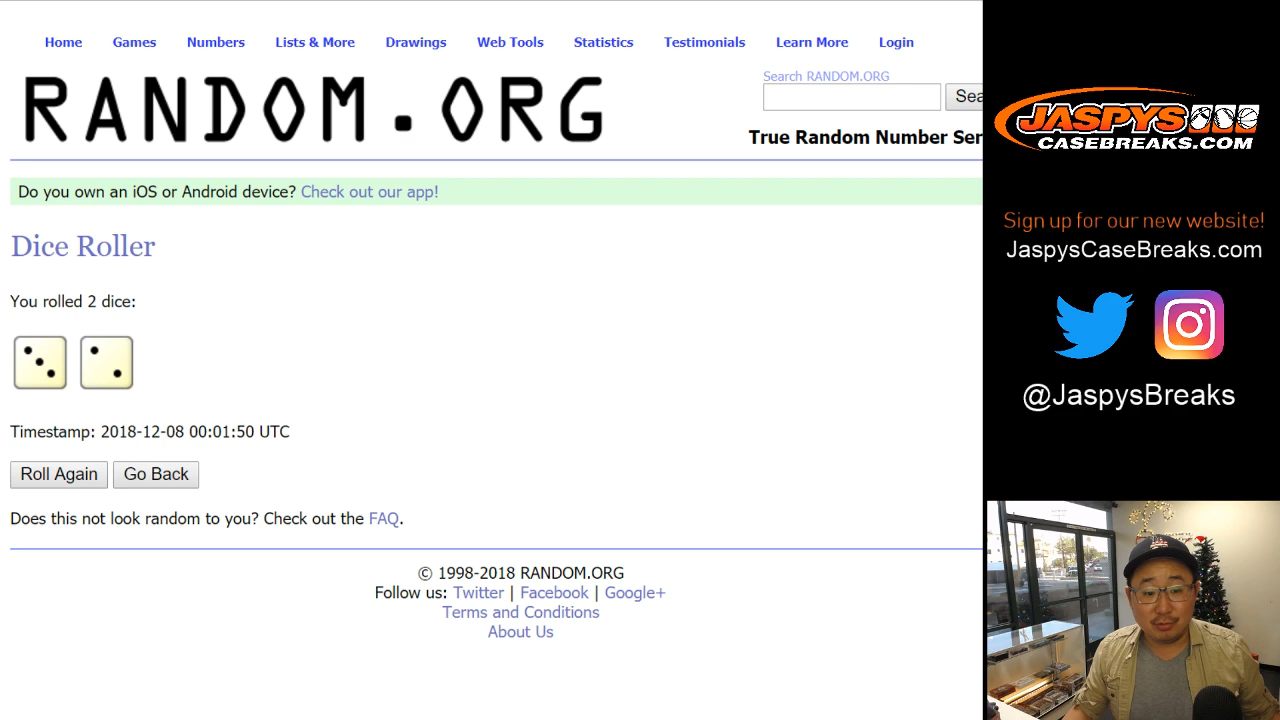 Home Games Numbers Lists & More Drawings Web Tools Statistics Testimonials Learn More Login
RANDOM.ORG
Search RANDOM.ORG
Sea
True Random Number Ser
Do you own an iOS or Android device? Check out our app!
Dice Roller
You rolled 2 dice:
Timestamp: 2018-12-08 00:01:50 UTC
Roll Again Go Back
Does this not look random to you? Check out the FAQ.
© 1998-2018 RANDOM.ORG
Follow us: Twitter | Facebook | Google+
Terms and Conditions
About Us
JASPYS
CASEBREAKS.COM
Sign up for our new website!
JaspysCaseBreaks.com
@JaspysBreaks